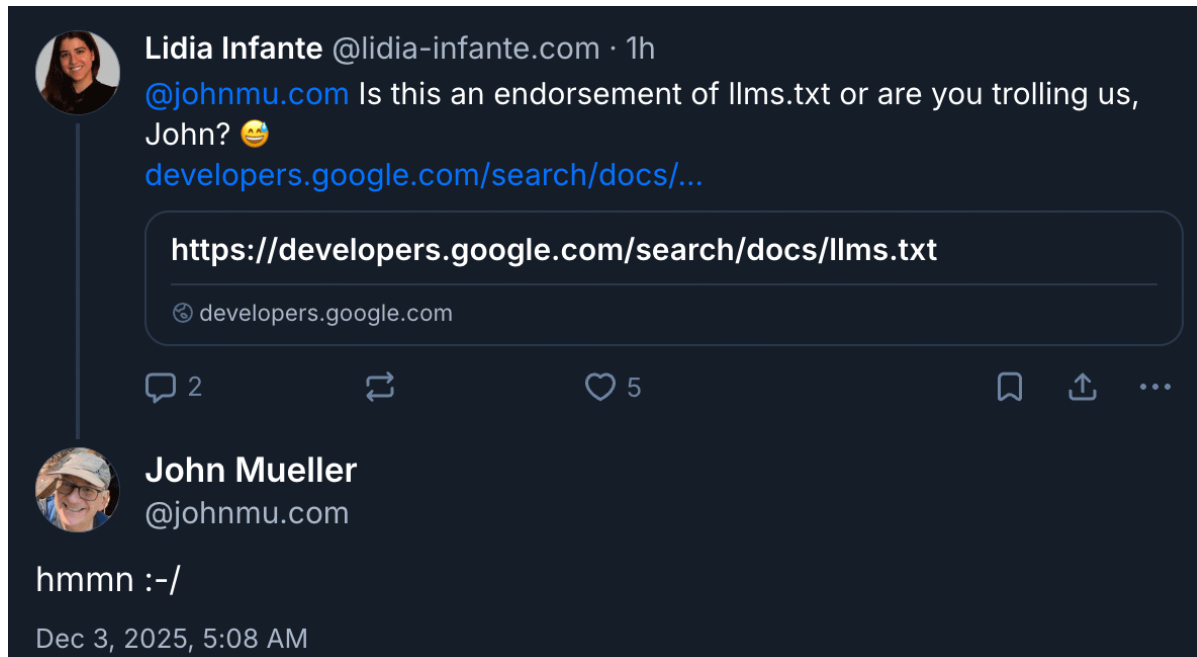 Lidia Infante @lidia-infante.com · 1h
@johnmu.com Is this an endorsement of llms.txt or are you trolling us,
John? 😅
developers.google.com/search/docs/...
https://developers.google.com/search/docs/llms.txt
developers.google.com
2 5
John Mueller
@johnmu.com
hmmn :-/
Dec 3, 2025, 5:08 AM